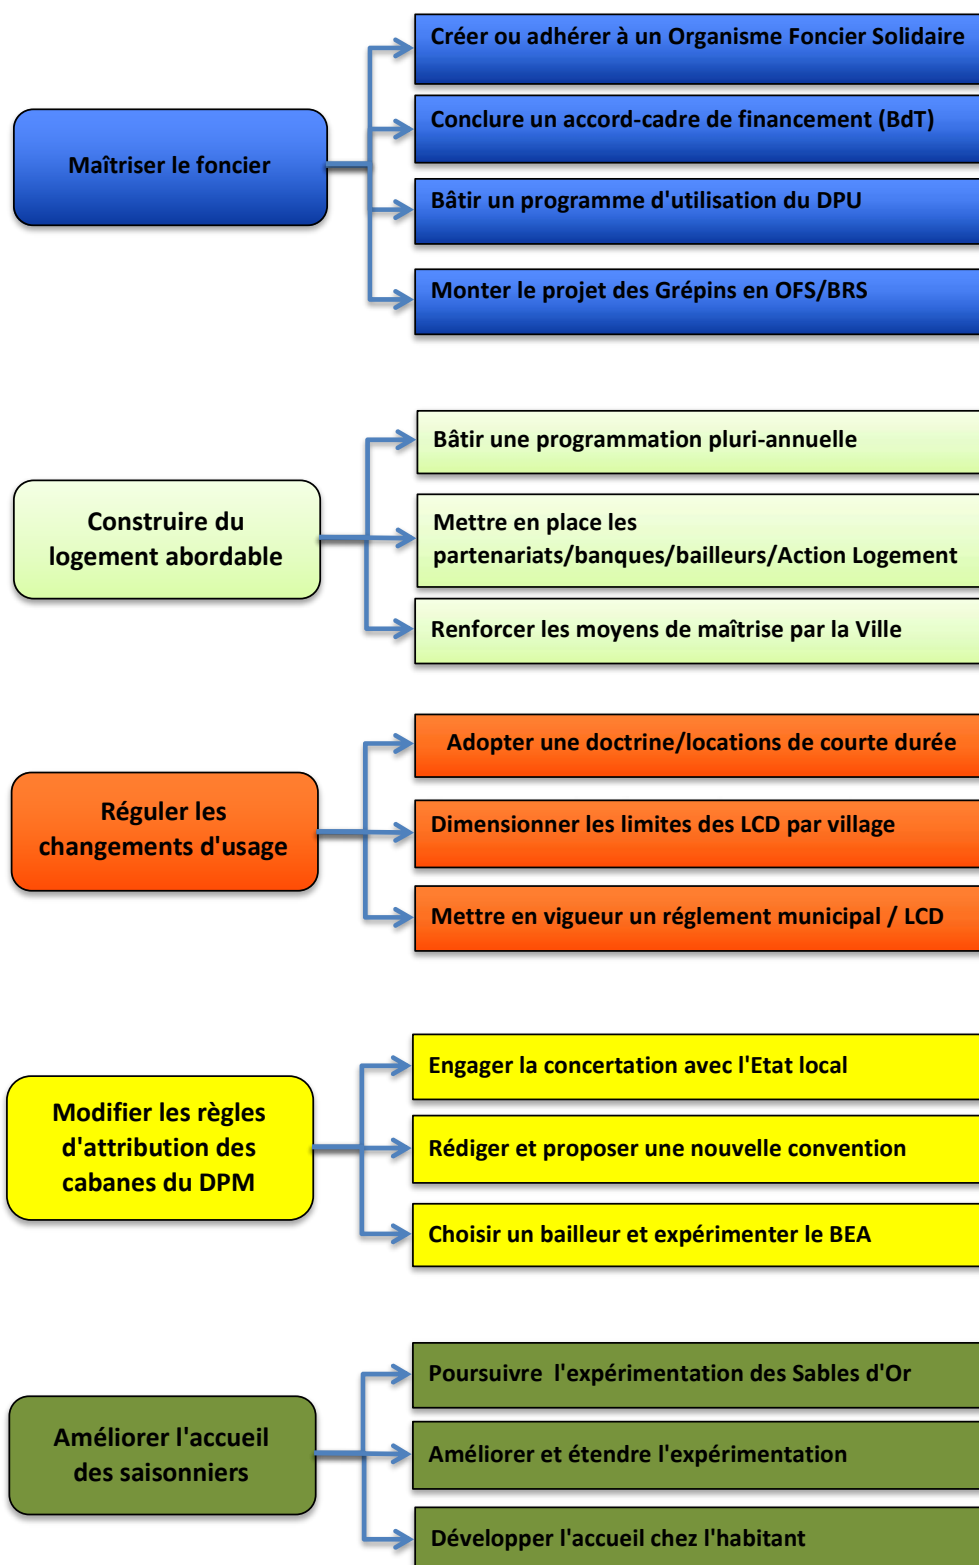 Maîtriser le foncier
Créer ou adhérer à un Organisme Foncier Solidaire
Conclure un accord-cadre de financement (BdT)
Bâtir un programme d'utilisation du DPU
Monter le projet des Grépins en OFS/BRS
Construire du
logement abordable
Bâtir une programmation pluri-annuelle
Mettre en place les
partenariats/banques/bailleurs/Action Logement
Renforcer les moyens de maîtrise par la Ville
Réguler les
changements d'usage
Adopter une doctrine/locations de courte durée
Dimensionner les limites des LCD par village
Mettre en vigueur un réglement municipal / LCD
Modifier les règles
d'attribution des
cabanes du DPM
Engager la concertation avec l'Etat local
Rédiger et proposer une nouvelle convention
Choisir un bailleur et expérimenter le BEA
Améliorer l'accueil
des saisonniers
Poursuivre l'expérimentation des Sables d'Or
Améliorer et étendre l'expérimentation
Développer l'accueil chez l'habitant